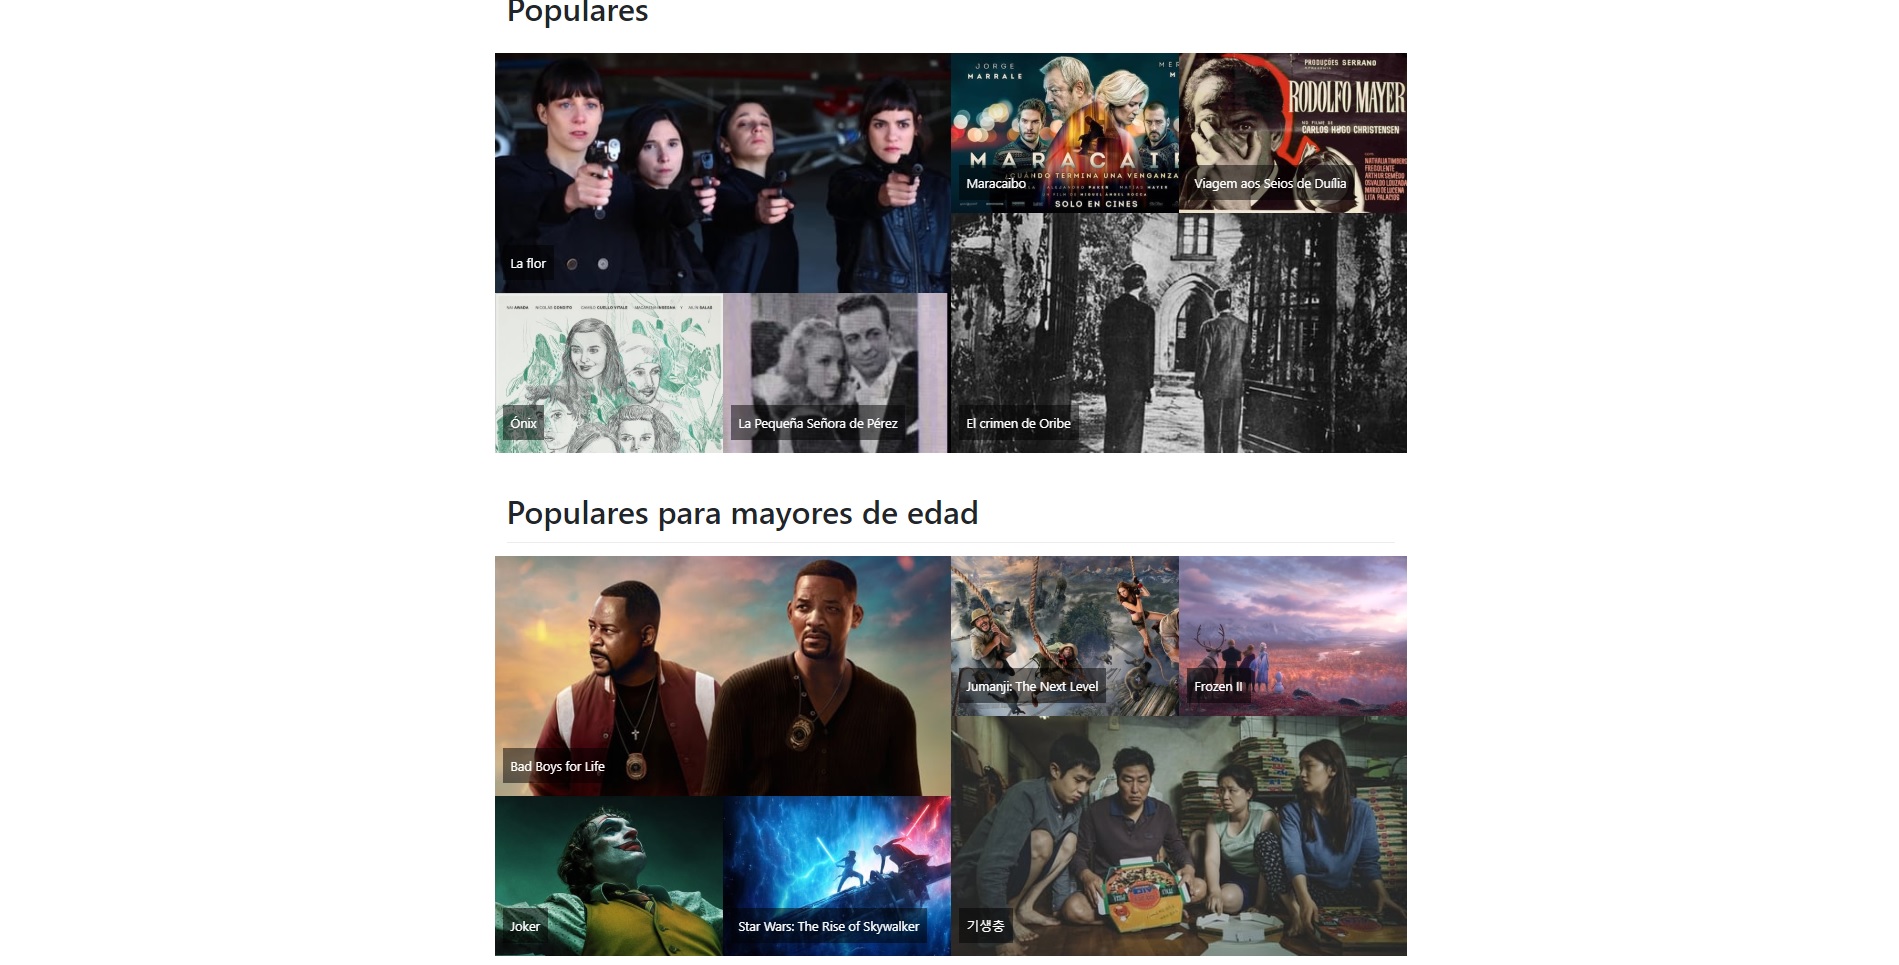 Populares
JORGE
MARRALE
MARACAI
CUANDO TERMINA UNA VENGANZA
SOLO EN CINES
Maracaibo
PRODUÇÕES SERRANO
RODOLFO MAYER
CARLOS HUGO CHRISTENSEN
Viagem aos Seios de Duília
La flor
Ónix
La Pequeña Señora de Pérez
El crimen de Oribe
Populares para mayores de edad
Bad Boys for Life
Jumanji: The Next Level
Frozen II
Joker
Star Wars: The Rise of Skywalker
기생충